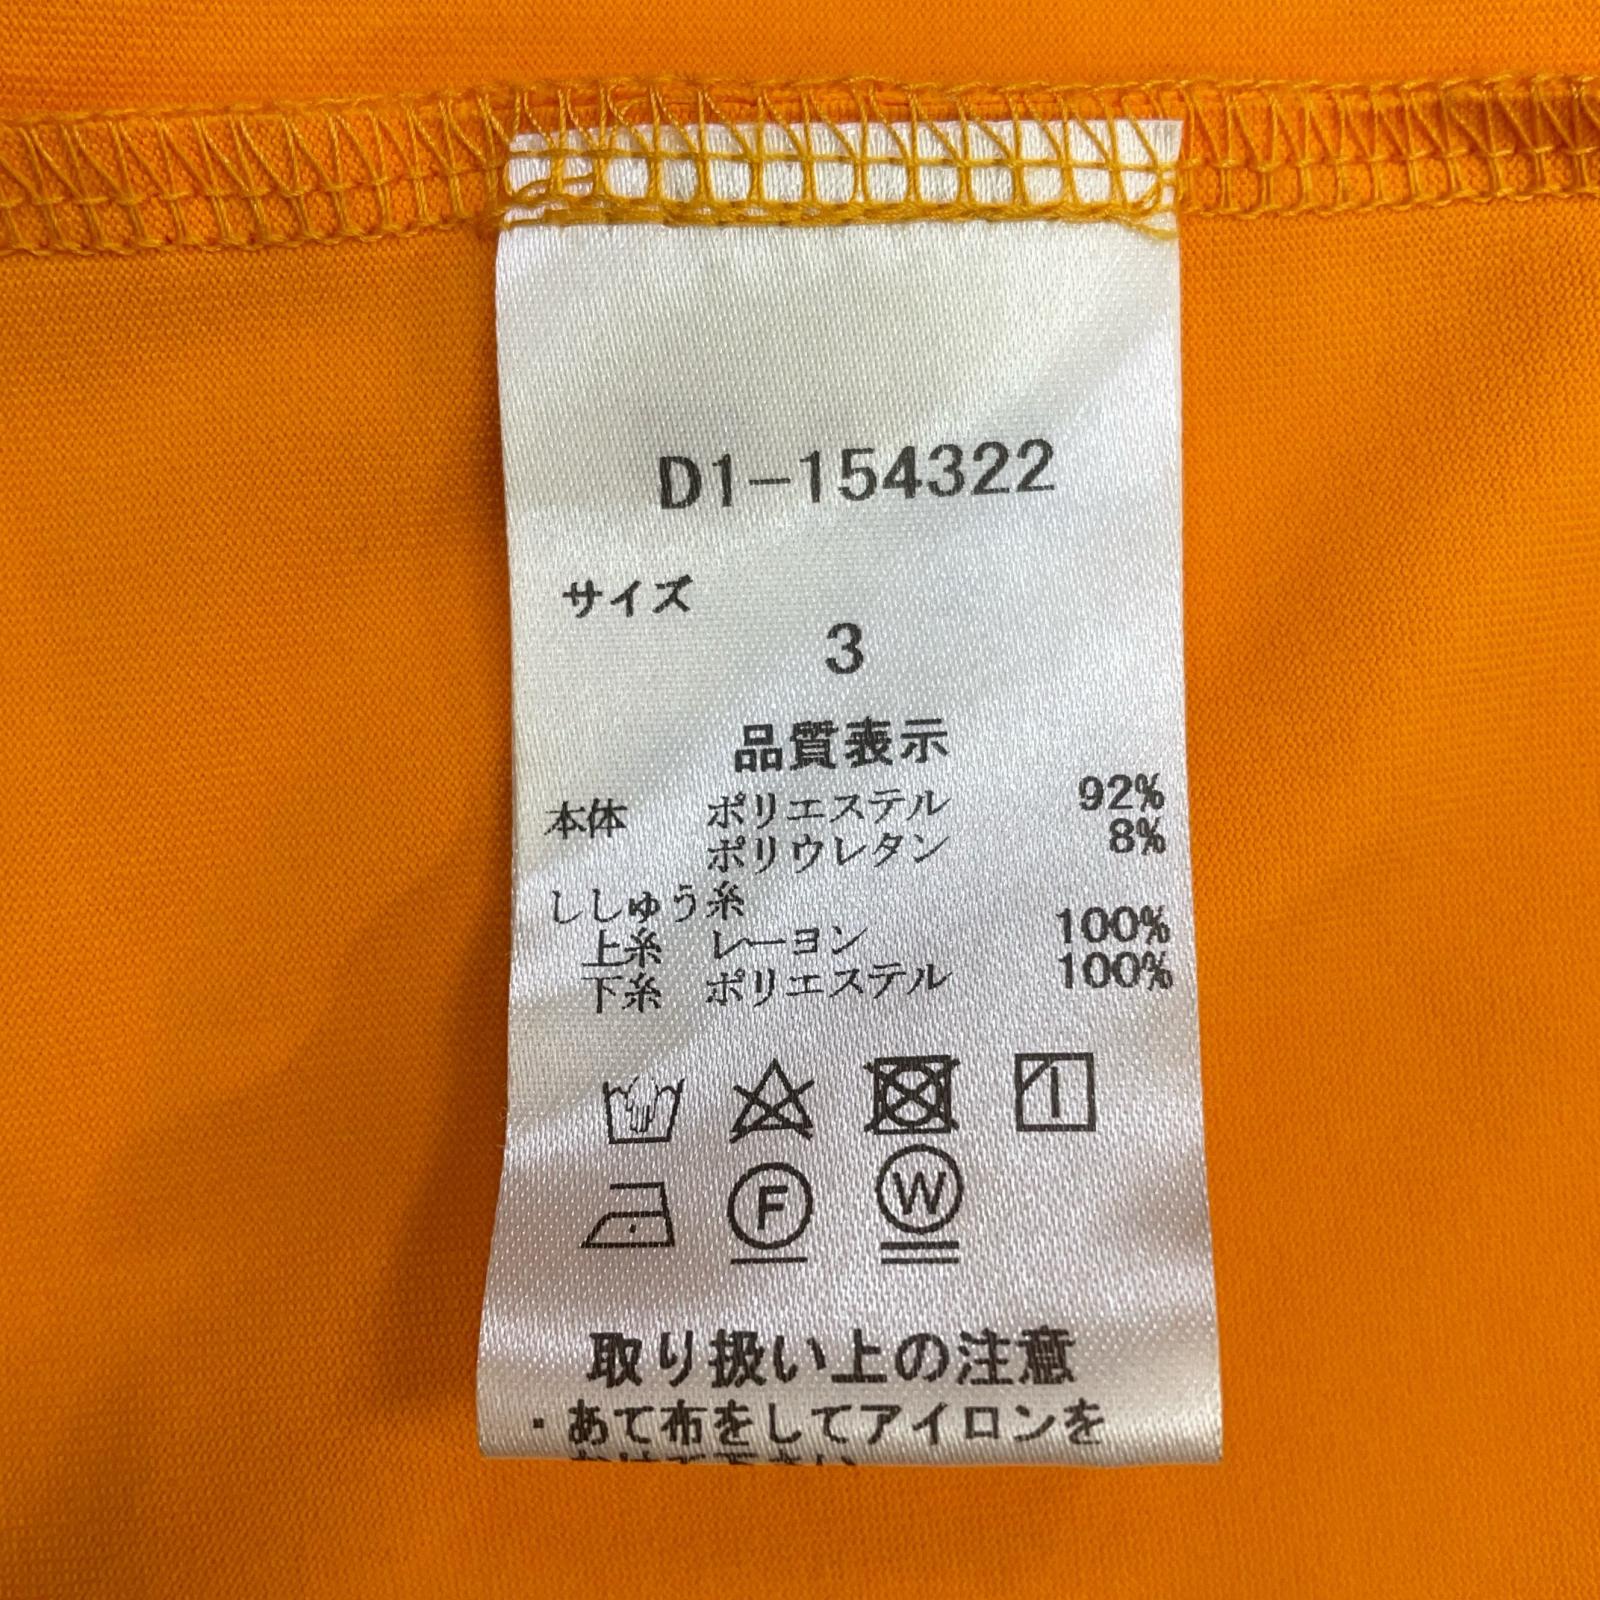 D1-154322
サイズ
3
品質表示
本体 ポリエステル 92%
ポリウレタン 8%
ししゅう糸
上糸 レーヨン 100%
下糸 ポリエステル 100%
F W
取り扱い上の注意
・あて布をしてアイロンを